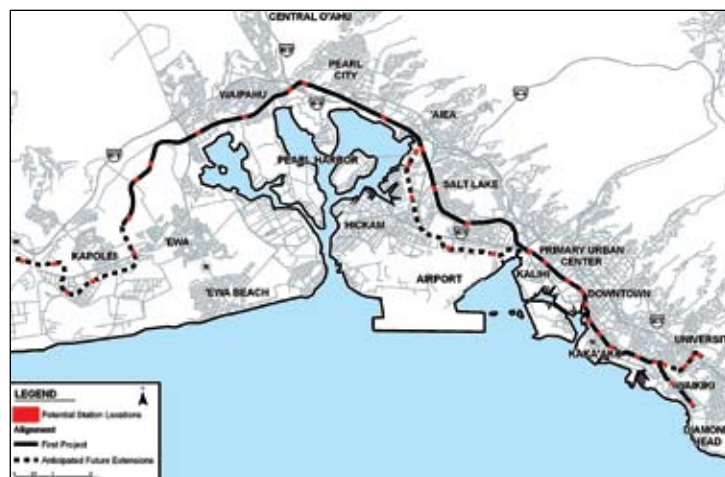 CENTRAL O'AHU
PEARL
CITY
WAIPAHU
'AIEA
PEARL HARBOR
SALT LAKE
HICKAM
KAPOLEI
'EWA
PRIMARY URBAN
CENTER
AIRPORT
KALIHI
'EWA BEACH
DOWNTOWN
KAKA'AKO
UNIVERSIT
WAIKIKI
DIAMOND
HEAD
LEGEND
Potential Station Locations
Alignment
First Project
Anticipated Future Extensions